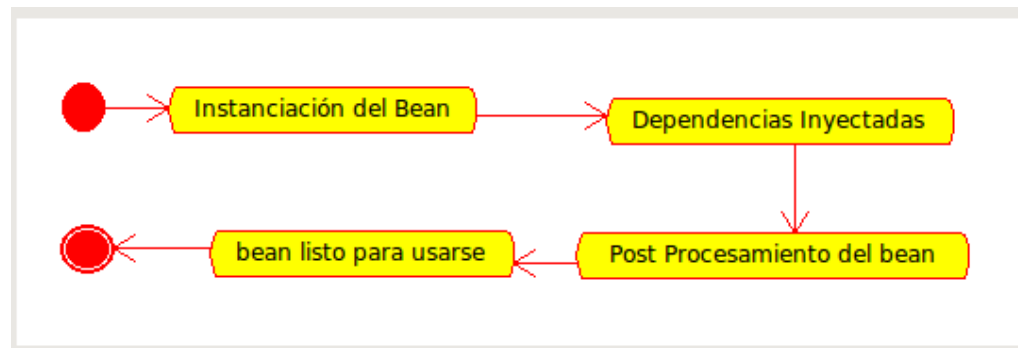 Instanciación del Bean
Dependencias Inyectadas
Post Procesamiento del bean
bean listo para usarse